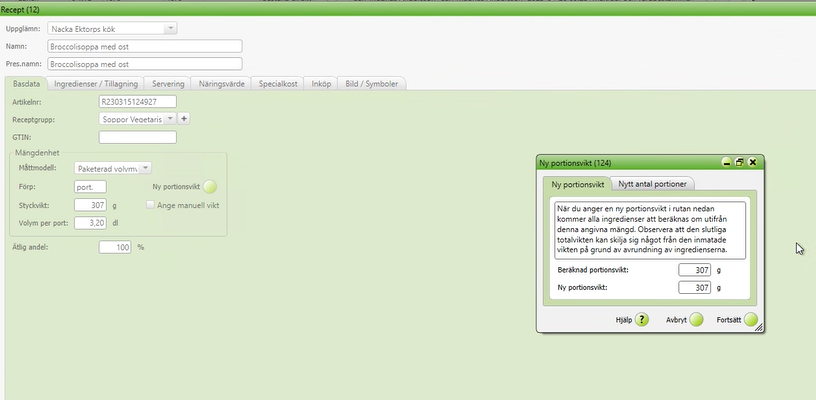 Recept (12)
Uppglämn: Nacka Ektorps kök
Namn: Broccolisoppa med ost
Pres.namn: Broccolisoppa med ost
Basdata Ingredienser / Tillagning Servering Näringsvärde Specialkost Inköp Bild / Symboler
Artikelnr: R230315124927
Receptgrupp: Soppor Vegetaris +
GTIN:
Mängdenhet
Måttmodell: Paketerad volym,
Förp: port. Ny portionsvikt
Styckvikt: 307 g Ange manuell vikt
Volym per port: 3,20 dl
Ätlig andel: 100 %
Ny portionsvikt (124)
Ny portionsvikt Nytt antal portioner
När du anger en ny portionsvikt i rutan nedan
kommer alla ingredienser att beräknas om utifrån
denna angivna mängd. Observera att den slutliga
totalvikten kan skilja sig något från den inmatade
vikten på grund av avrundning av ingredienserna.
Beräknad portionsvikt: 307 g
Ny portionsvikt: 307 g
Hjälp ? Avbryt Fortsätt